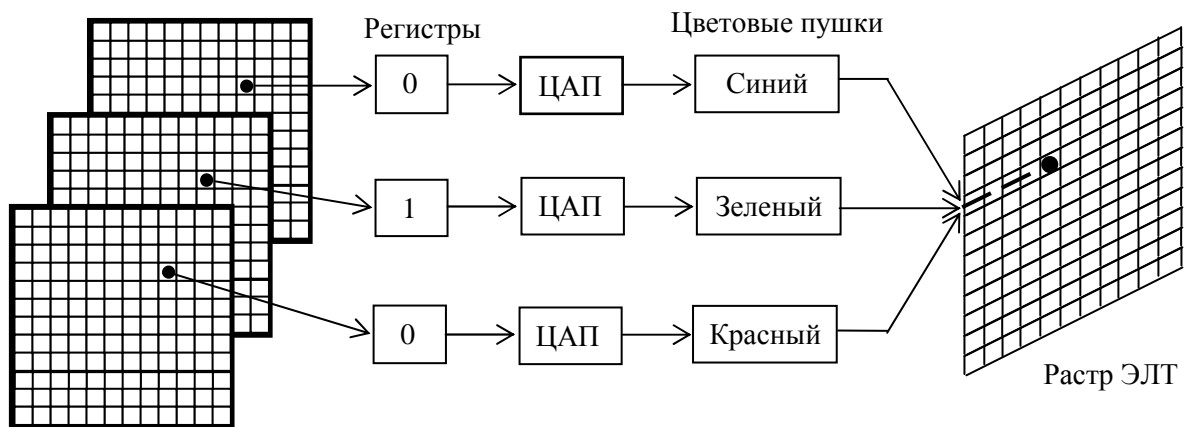 Регистры
Цветовые пушки
0
ЦАП
Синий
1
ЦАП
Зеленый
0
ЦАП
Красный
Растр ЭЛТ